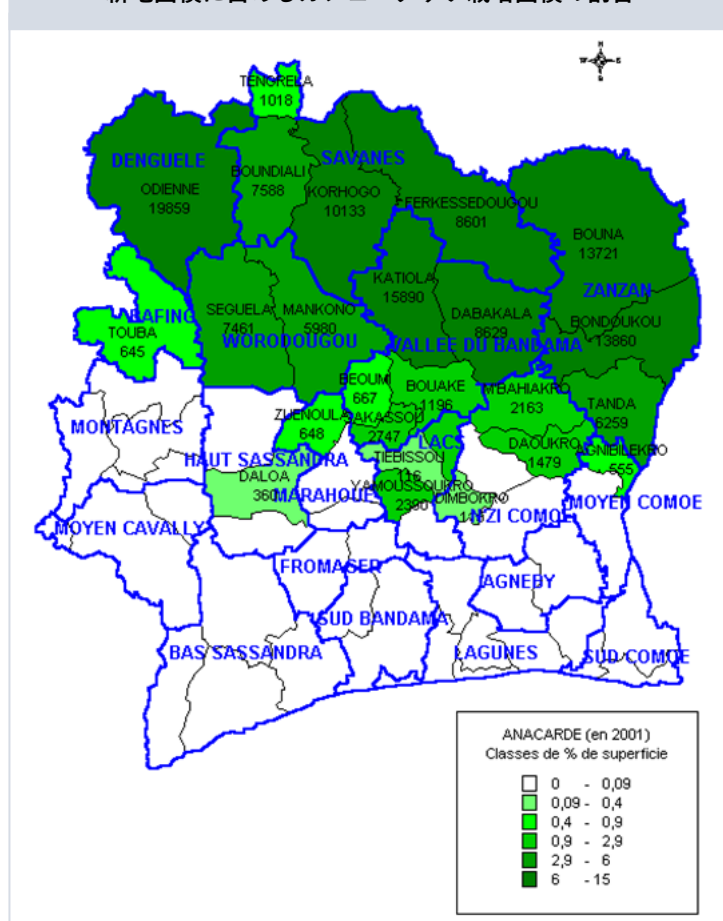 N
W E
S
TENGRELA
1018
DENGUELE
SAVANES
BOUNDIALI
7588
ODIENNE
19859
KORHOGO
10133
FERKESSEDOUGOU
8601
BOUNA
13721
KATIOLA
15890
ZANZAN
SEGUELA
7461
MANKONO
5980
DABAKALA
8629
BONDOUKOU
13860
BAFING
TOUBA
645
WORODOUGOU
VALLEE DU BANDAMA
BEOUMI
667
BOUAKE
1196
M'BAHIAKRO
2163
TANDA
6259
ZUENOULA
648
SAKASSOU
2747
MONTAGNES
LACS
DAOUKRO
1479
AGNIBILEKRO
555
HAUT SASSANDRA
TIEBISSOU
116
DALOA
360
MARAHOUE
YAMOUSSOUKRO
DIMBOKRO
N'ZI COMOE
MOYEN COMOE
MOYEN CAVALLY
FROMAGER
AGNEBY
SUD BANDAMA
BAS SASSANDRA
LAGUNES
SUD COMOE
ANACARDE (en 2001)
Classes de % de superficie
0 - 0,09
0,09 - 0,4
0,4 - 0,9
0,9 - 2,9
2,9 - 6
6 - 15